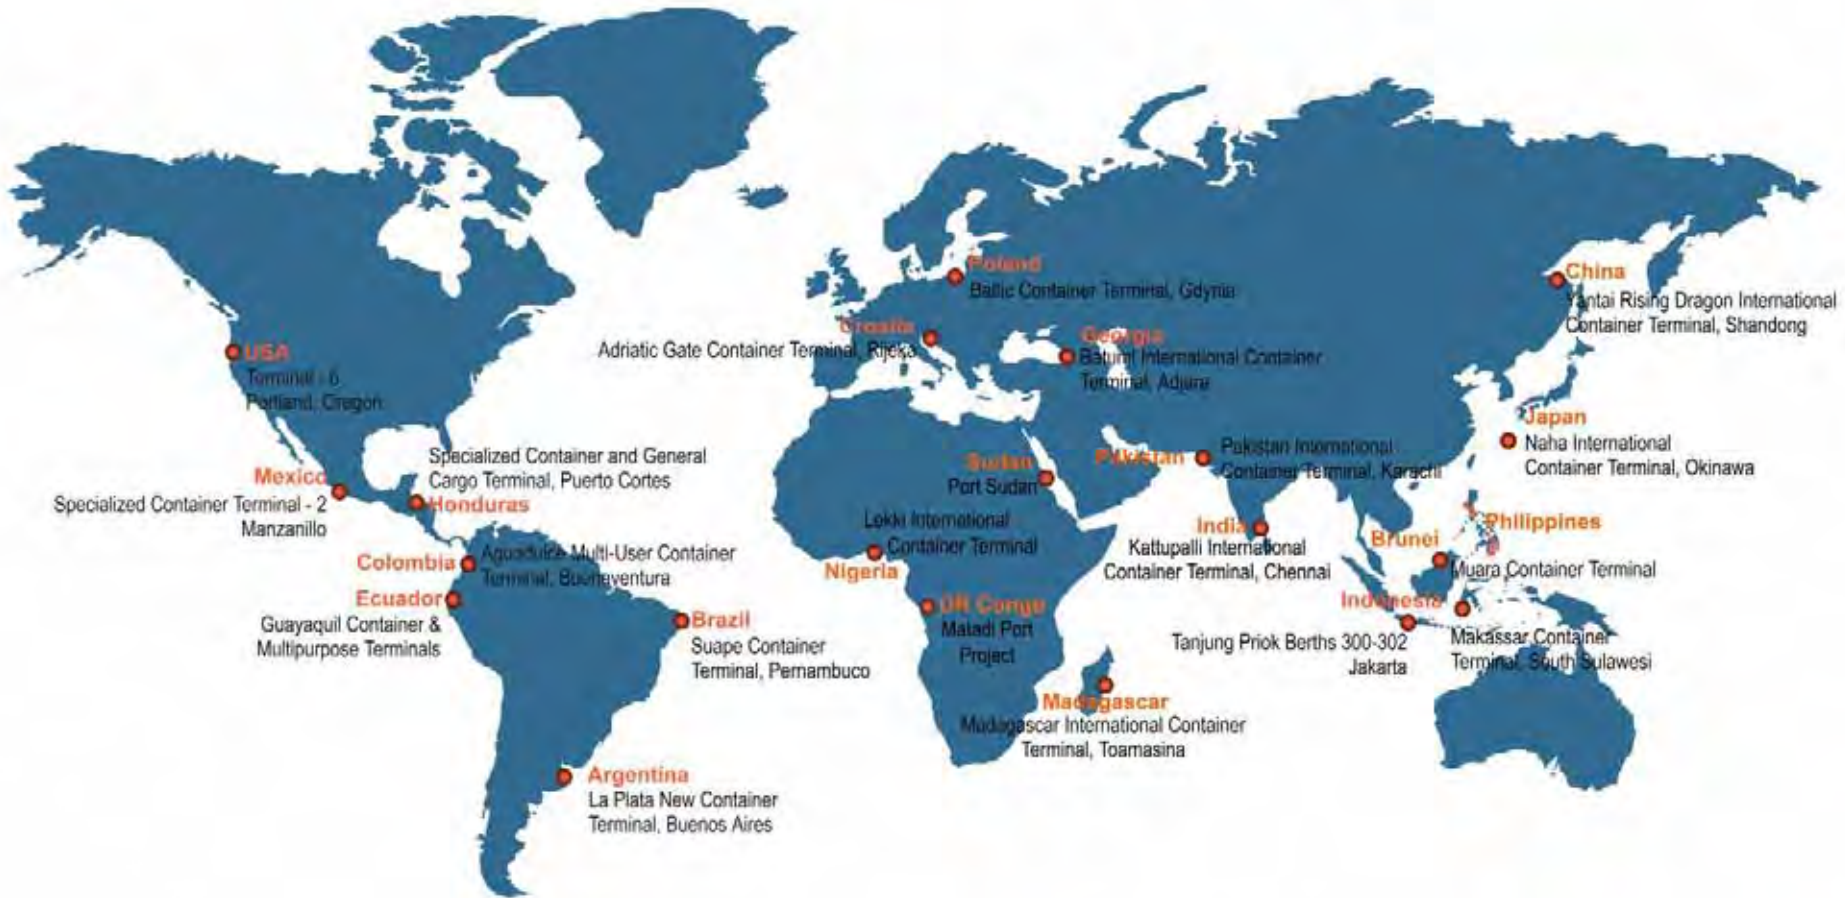 Poland
Baltic Container Terminal, Gdynia
China
Yantai Rising Dragon International
Container Terminal, Shandong
Croatia
Adriatic Gate Container Terminal, Rijeka
Georgia
Batumi International Container
Terminal, Adjara
USA
Terminal - 6
Portland, Oregon
Japan
Naha International
Container Terminal, Okinawa
Mexico
Specialized Container Terminal - 2
Manzanillo
Specialized Container and General
Cargo Terminal, Puerto Cortes
Honduras
Sudan
Port Sudan
Pakistan
Pakistan International
Container Terminal, Karachi
Lekki International
Container Terminal
Nigeria
India
Kattupalli International
Container Terminal, Chennai
Philippines
Brunei
Muara Container Terminal
Colombia
Aguadulce Multi-User Container
Terminal, Buenaventura
Ecuador
Guayaquil Container &
Multipurpose Terminals
Brazil
Suape Container
Terminal, Pernambuco
DR Congo
Matadi Port
Project
Indonesia
Tanjung Priok Berths 300-302
Jakarta
Makassar Container
Terminal, South Sulawesi
Madagascar
Madagascar International Container
Terminal, Toamasina
Argentina
La Plata New Container
Terminal, Buenos Aires